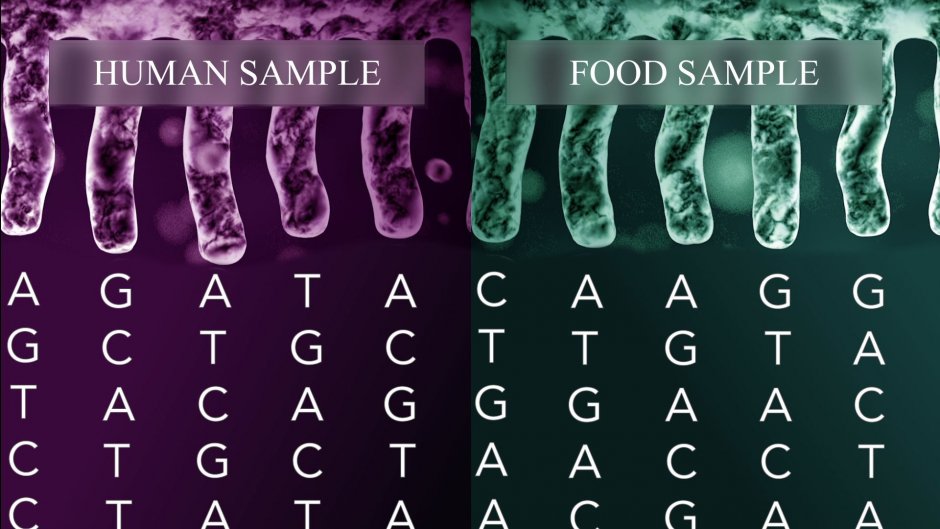 HUMAN SAMPLE
FOOD SAMPLE
A G A T A
G C T G C
T A C A G
C T G C T
C T A T A
C A A G G
T T G T A
G G A A C
A A C C T
A C G A A